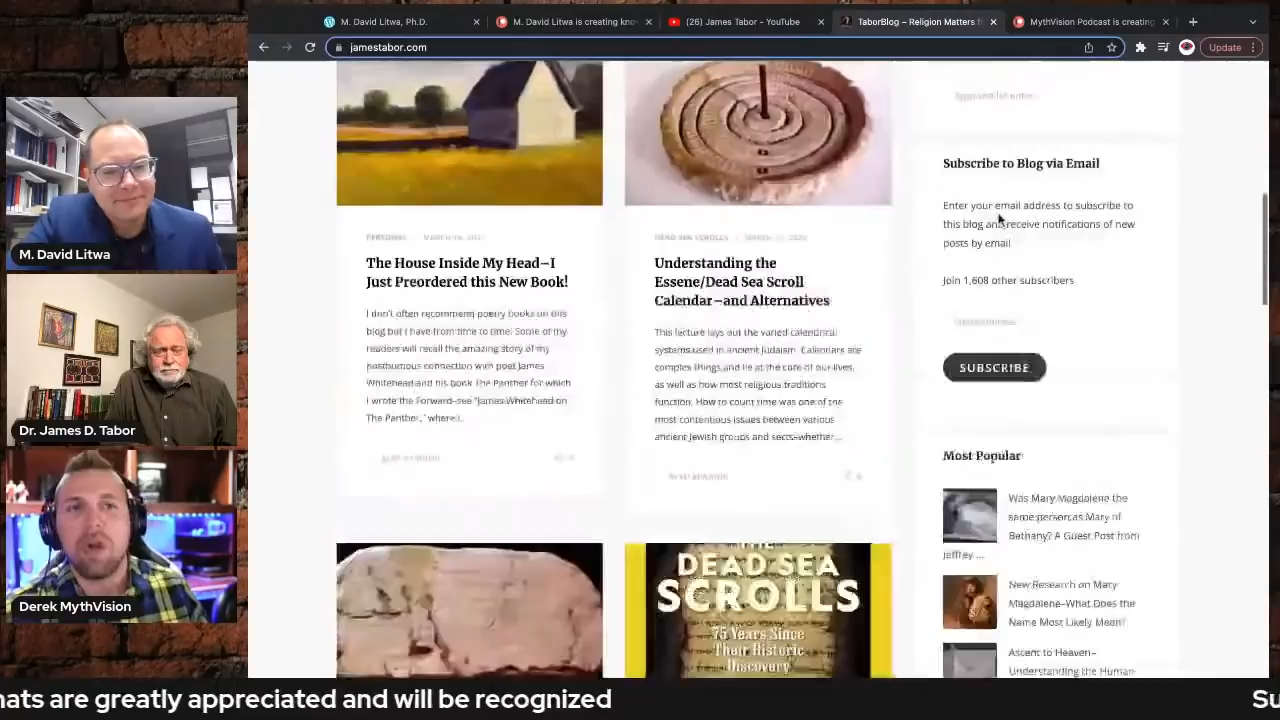 M. David Litwa, Ph.D.
M. David Litwa is creating kno
(26) James Tabor - YouTube
TaborBlog – Religion Matters f
MythVision Podcast is creating
jamestabor.com
Update
M. David Litwa
Dr. James D. Tabor
Derek MythVision
PERSONAL
The House Inside My Head–I
Just Preordered this New Book!
I don't often recommend poetry books on this
blog but I have from time to time. Some of my
readers will recall the amazing story of my
posthumous connection with poet James
Whitehead and his book The Panther for which
I wrote the Forward–see "James Whitehead on
The Panther," where I...
DEAD SEA SCROLLS
Understanding the
Essene/Dead Sea Scroll
Calendar–and Alternatives
This lecture lays out the varied calendrical
systems used in ancient Judaism. Calendars are
complex things and lie at the core of our lives,
as well as how most religious traditions
function. How to count time was one of the
most contentious issues between various
ancient Jewish groups and sects–whether...
THE
DEAD SEA
SCROLLS
75 Years Since
Their Historic
Discovery
Subscribe to Blog via Email
Enter your email address to subscribe to
this blog and receive notifications of new
posts by email.
Join 1,608 other subscribers
SUBSCRIBE
Most Popular
Was Mary Magdalene the
same person as Mary of
Bethany? A Guest Post from
Jeffrey ...
New Research on Mary
Magdalene–What Does the
Name Most Likely Mean?
Ascent to Heaven–
Understanding the Human
hats are greatly appreciated and will be recognized
Su